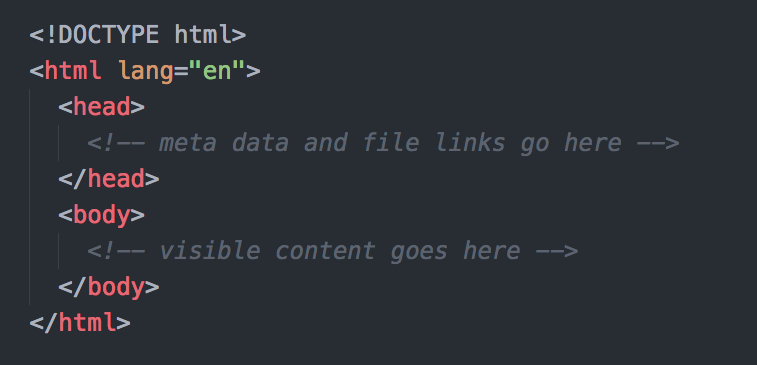 <!DOCTYPE html>
<html lang="en">
<head>
<!-- meta data and file links go here -->
</head>
<body>
<!-- visible content goes here -->
</body>
</html>